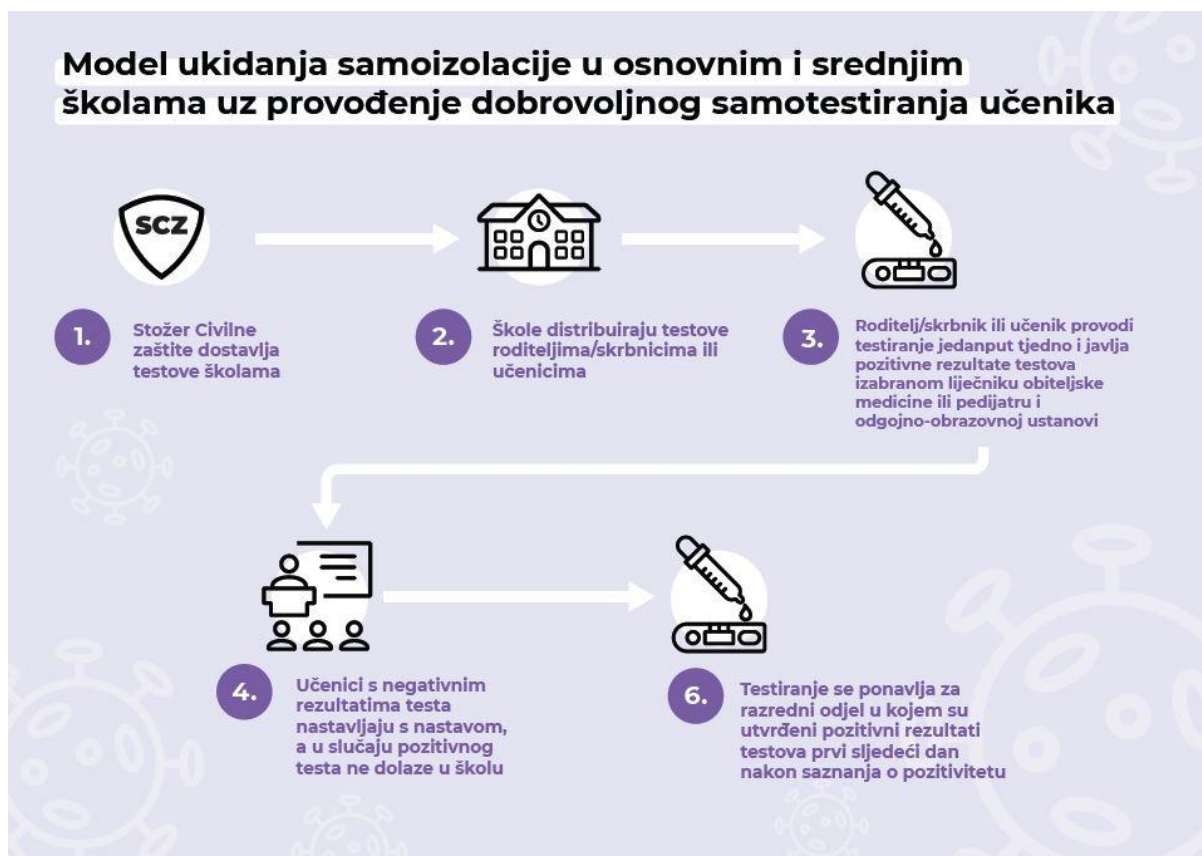 Model ukidanja samoizolacije u osnovnim i srednjim
školama uz provođenje dobrovoljnog samotestiranja učenika
SCZ
1.
Stožer Civilne
zaštite dostavlja
testove školama
2.
Škole distribuiraju testove
roditeljima/skrbnicima ili
učenicima
3.
Roditelj/skrbnik ili učenik provodi
testiranje jedanput tjedno i javlja
pozitivne rezultate testova
izabranom liječniku obiteljske
medicine ili pedijatru i
odgojno-obrazovnoj ustanovi
4.
Učenici s negativnim
rezultatima testa
nastavljaju s nastavom,
a u slučaju pozitivnog
testa ne dolaze u školu
6.
Testiranje se ponavlja za
razredni odjel u kojem su
utvrđeni pozitivni rezultati
testova prvi sljedeći dan
nakon saznanja o pozitivitetu